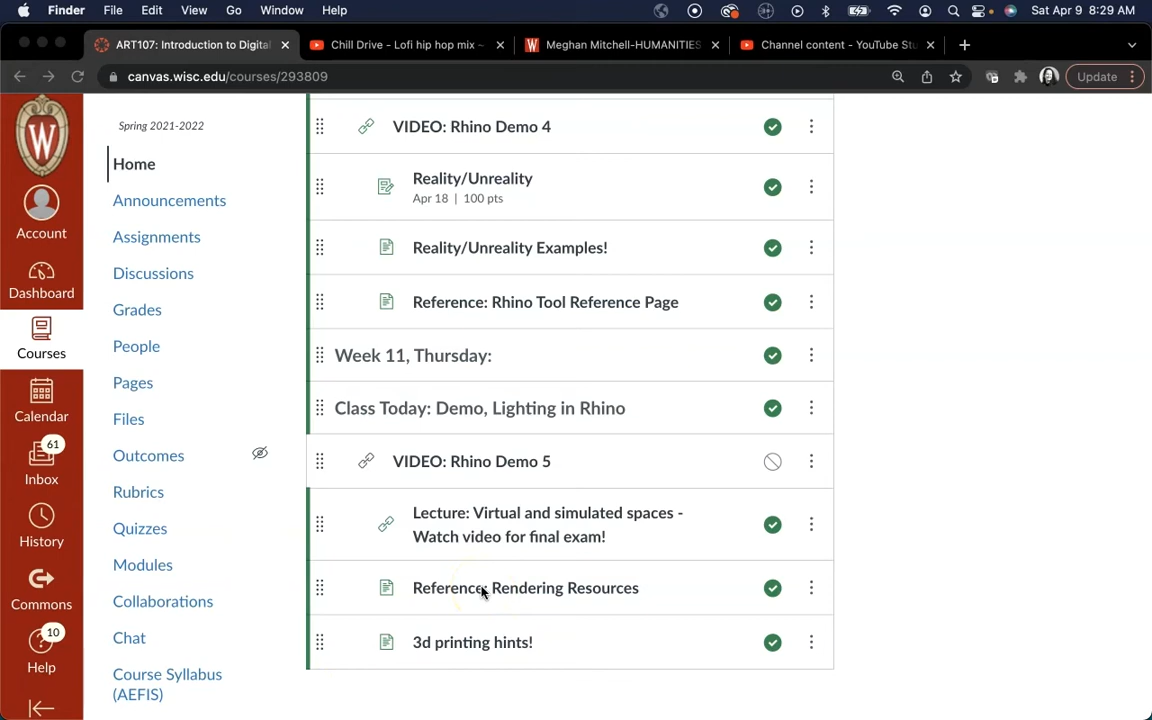 Finder File Edit View Go Window Help Sat Apr 9 8:29 AM
ART107: Introduction to Digita Chill Drive - Lofi hip hop mix - Meghan Mitchell-HUMANITIES Channel content - YouTube Stu
canvas.wisc.edu/courses/293809 Update
W
Account
Dashboard
Courses
Calendar
61
Inbox
History
Commons
10
Help
Spring 2021-2022
Home
Announcements
Assignments
Discussions
Grades
People
Pages
Files
Outcomes
Rubrics
Quizzes
Modules
Collaborations
Chat
Course Syllabus
(AEFIS)
VIDEO: Rhino Demo 4
Reality/Unreality
Apr 18 | 100 pts
Reality/Unreality Examples!
Reference: Rhino Tool Reference Page
Week 11, Thursday:
Class Today: Demo, Lighting in Rhino
VIDEO: Rhino Demo 5
Lecture: Virtual and simulated spaces -
Watch video for final exam!
Reference: Rendering Resources
3d printing hints!